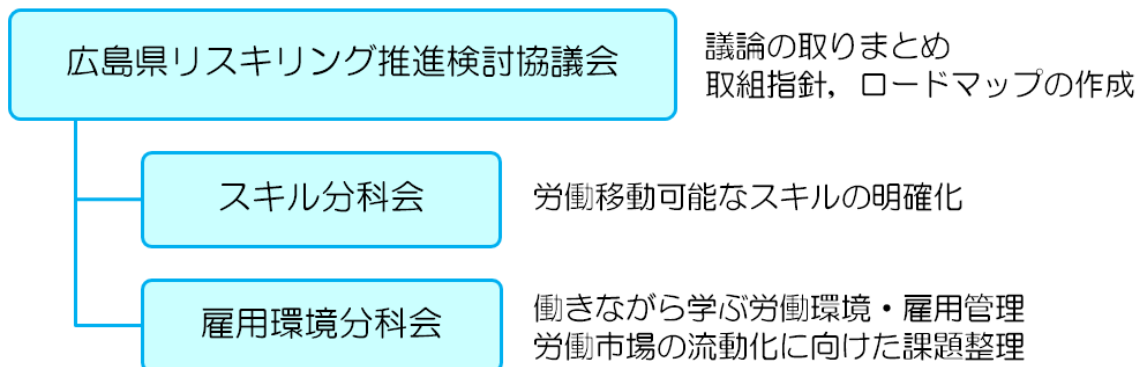 広島県リスキリング推進検討協議会
議論の取りまとめ
取組指針，ロードマップの作成
スキル分科会
労働移動可能なスキルの明確化
雇用環境分科会
働きながら学ぶ労働環境・雇用管理
労働市場の流動化に向けた課題整理